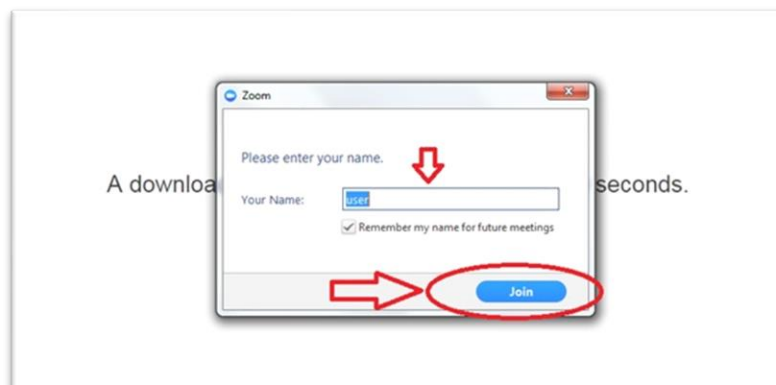 Zoom
Please enter your name.
A downloa
seconds.
Your Name: user
Remember my name for future meetings
Join